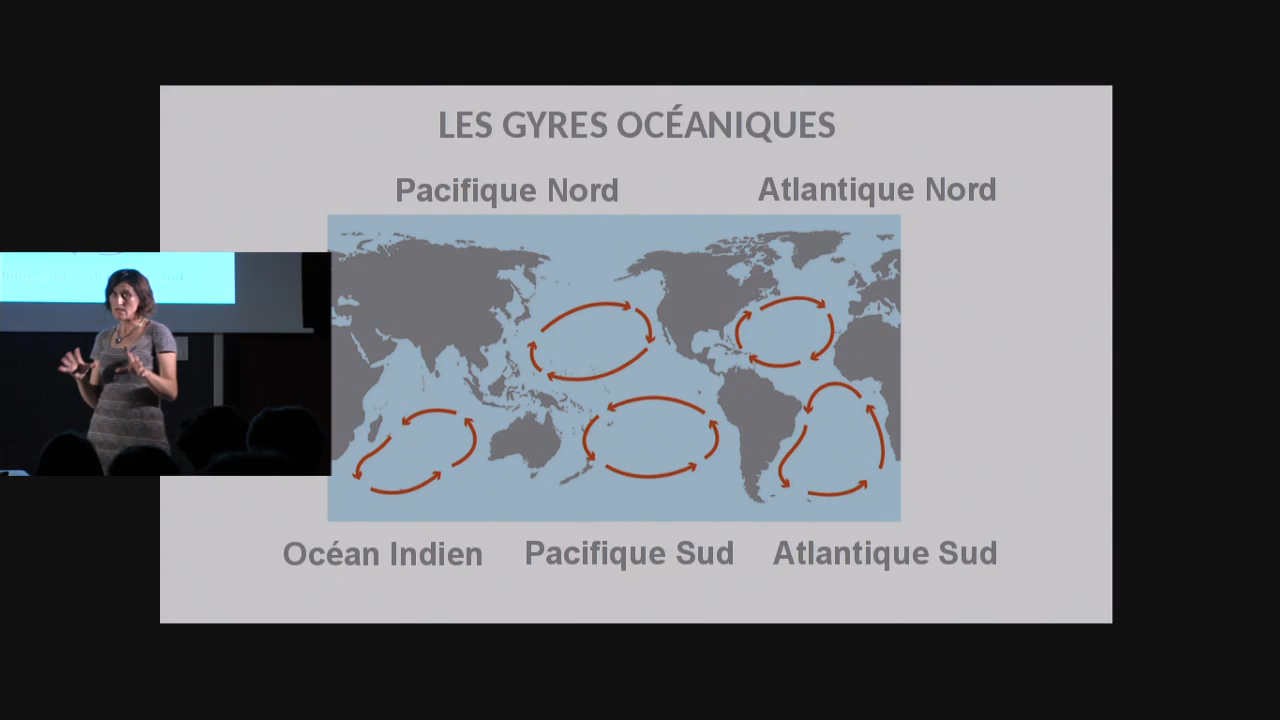 LES GYRES OCÉANIQUES
Pacifique Nord
Atlantique Nord
Océan Indien
Pacifique Sud
Atlantique Sud